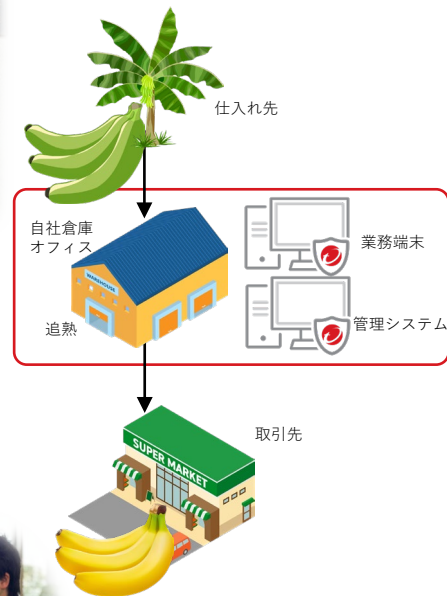 仕入れ先
自社倉庫
オフィス
WAREHOUSE
追熟
業務端末
管理システム
取引先
SUPER MARKET